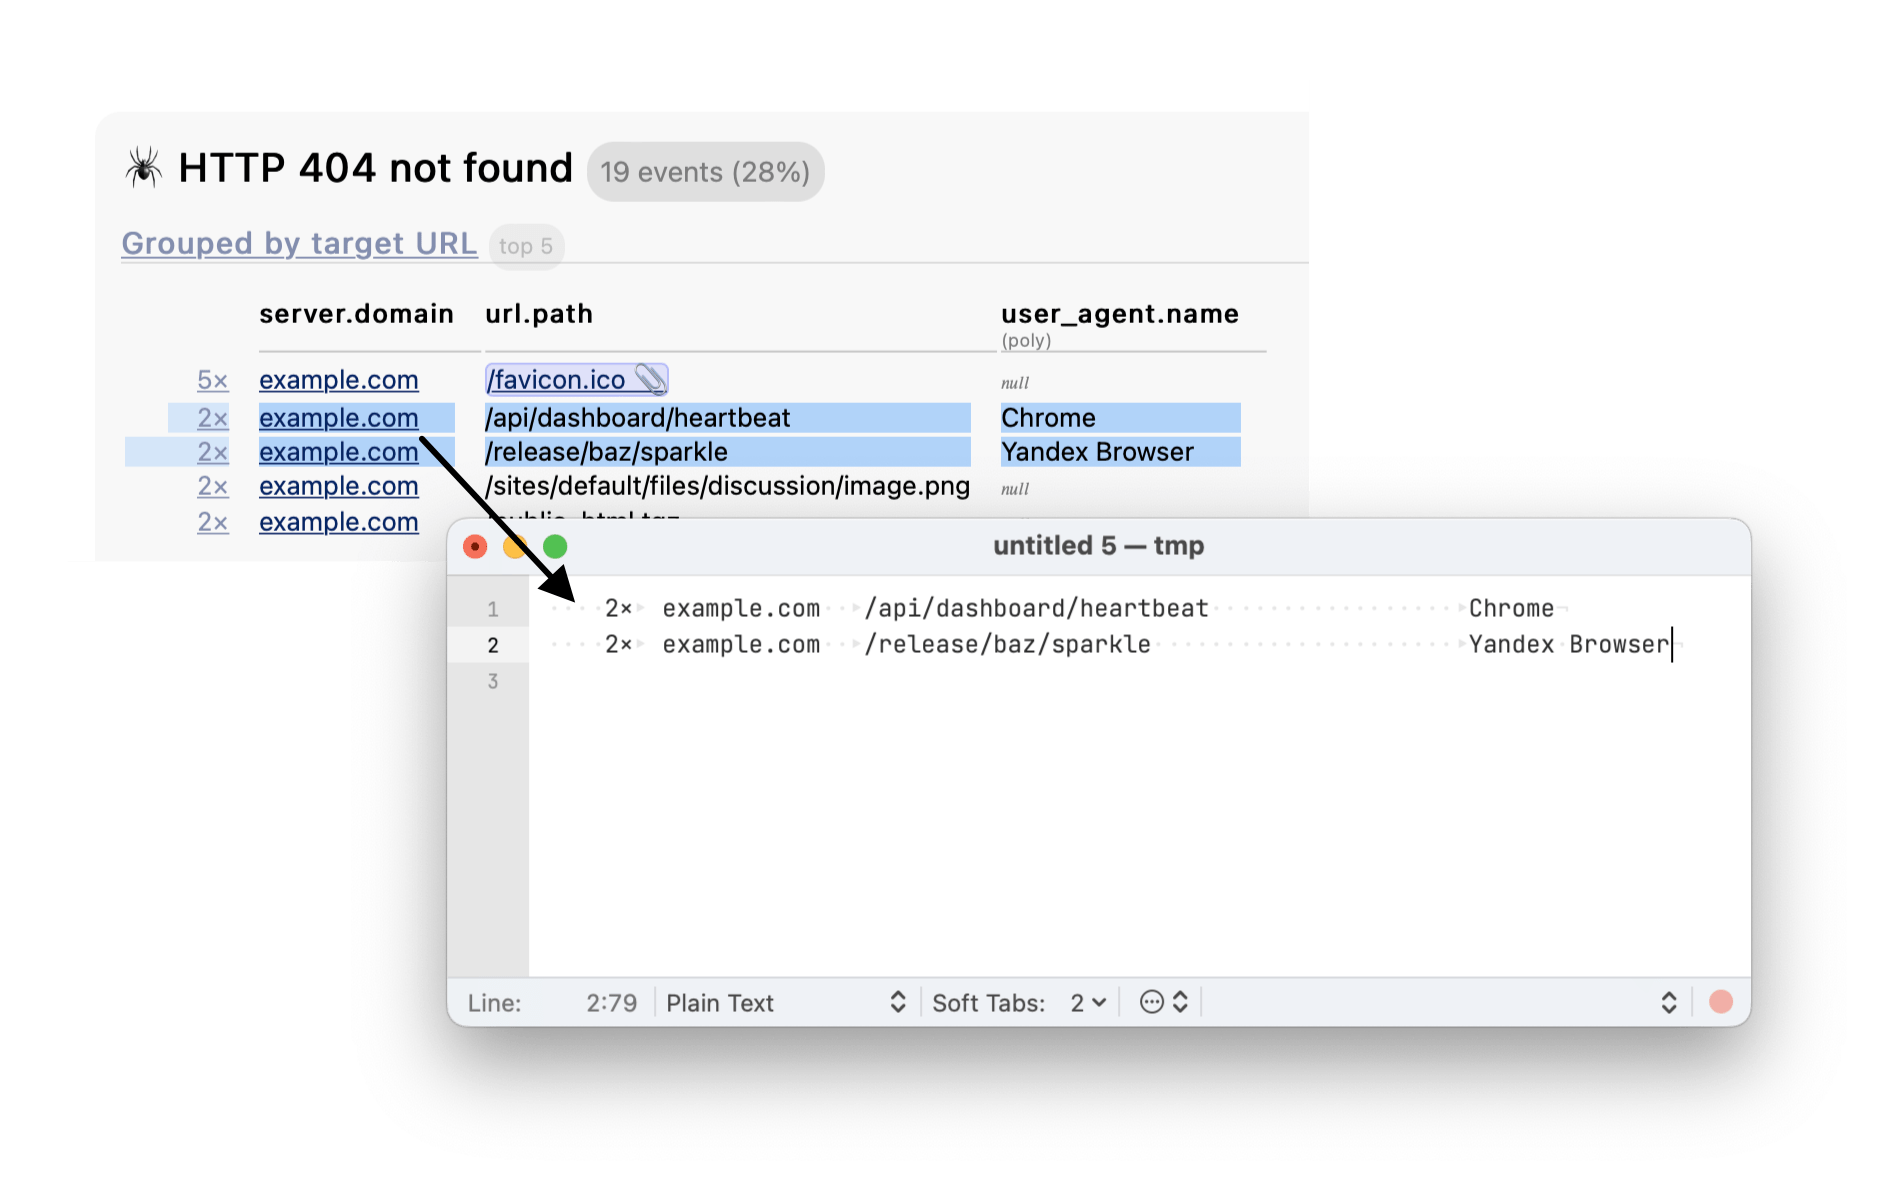 HTTP 404 not found 19 events (28%)
Grouped by target URL top 5
server.domain url.path user_agent.name
(poly)
5× example.com /favicon.ico null
2× example.com /api/dashboard/heartbeat Chrome
2× example.com /release/baz/sparkle Yandex Browser
2× example.com /sites/default/files/discussion/image.png null
2× example.com
untitled 5 — tmp
1 2× example.com /api/dashboard/heartbeat Chrome
2 2× example.com /release/baz/sparkle Yandex Browser
3
Line: 2:79 Plain Text Soft Tabs: 2